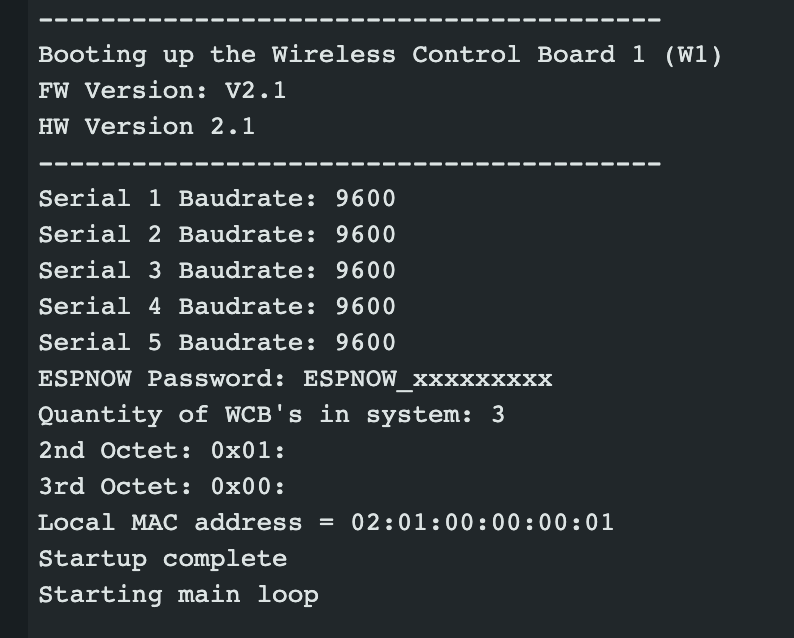 ----------------------------------------
Booting up the Wireless Control Board 1 (W1)
FW Version: V2.1
HW Version 2.1
----------------------------------------
Serial 1 Baudrate: 9600
Serial 2 Baudrate: 9600
Serial 3 Baudrate: 9600
Serial 4 Baudrate: 9600
Serial 5 Baudrate: 9600
ESPNOW Password: ESPNOW_xxxxxxxxx
Quantity of WCB's in system: 3
2nd Octet: 0x01:
3rd Octet: 0x00:
Local MAC address = 02:01:00:00:00:01
Startup complete
Starting main loop